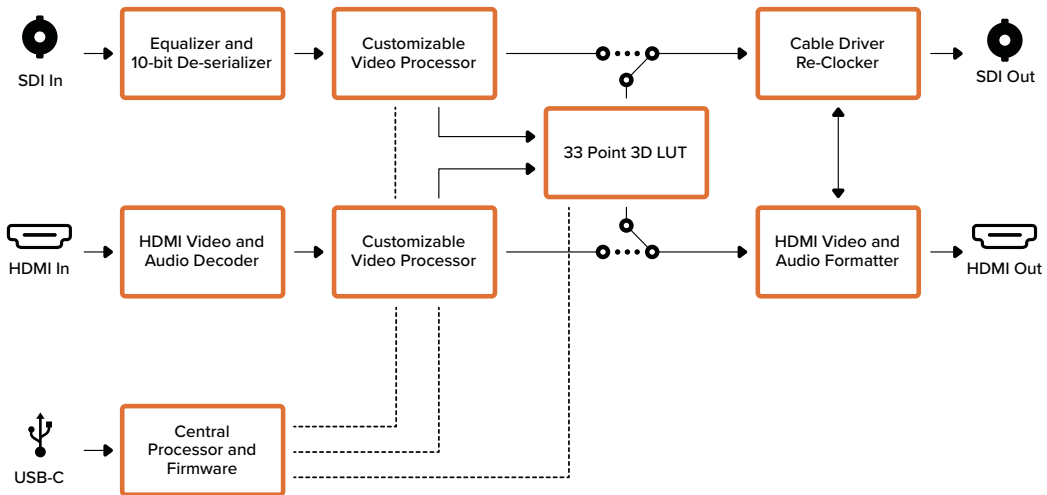 SDI In
Equalizer and
10-bit De-serializer
Customizable
Video Processor
Cable Driver
Re-Clocker
SDI Out
33 Point 3D LUT
HDMI In
HDMI Video and
Audio Decoder
Customizable
Video Processor
HDMI Video and
Audio Formatter
HDMI Out
USB-C
Central
Processor and
Firmware